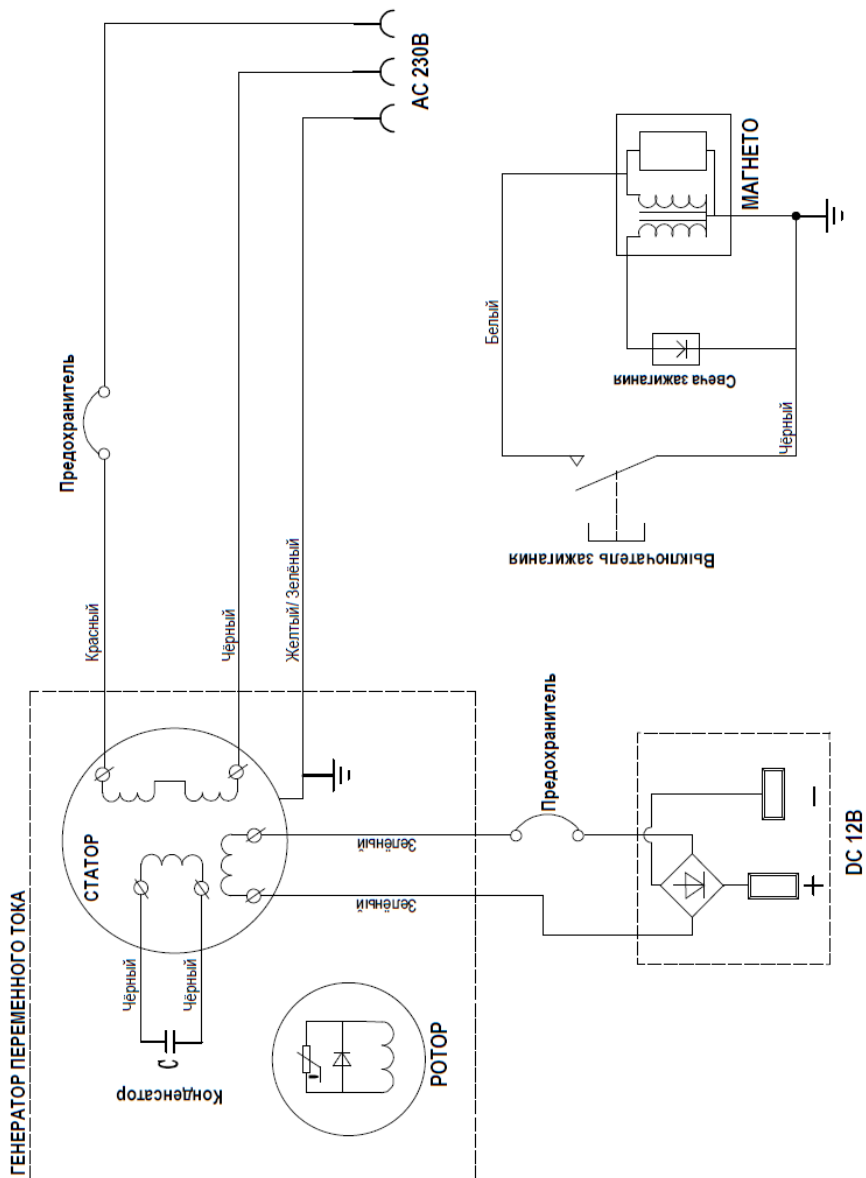 ГЕНЕРАТОР ПЕРЕМЕННОГО ТОКА
СТАТОР
Чёрный
Чёрный
C
Конденсатор
РОТОР
Красный
Предохранитель
Чёрный
Желтый/ Зелёный
AC 230В
Зелёный
Зелёный
Предохранитель
+
−
DC 12В
Выключатель зажигания
Белый
Чёрный
Свеча зажигания
МАГНЕТО